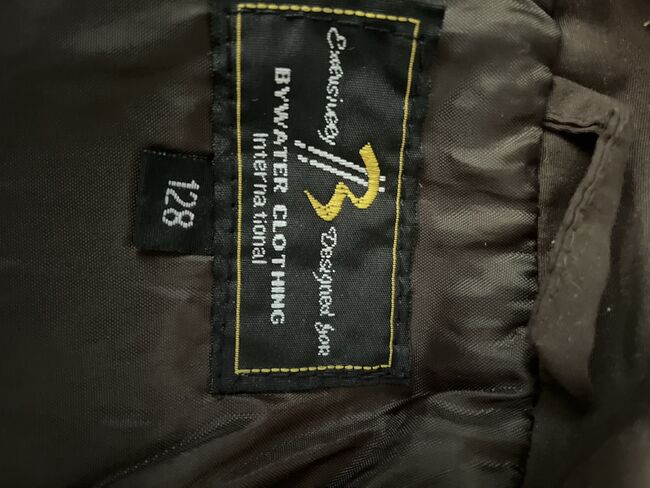 Exclusively Designed for
B
BYWATER CLOTHING
International
128